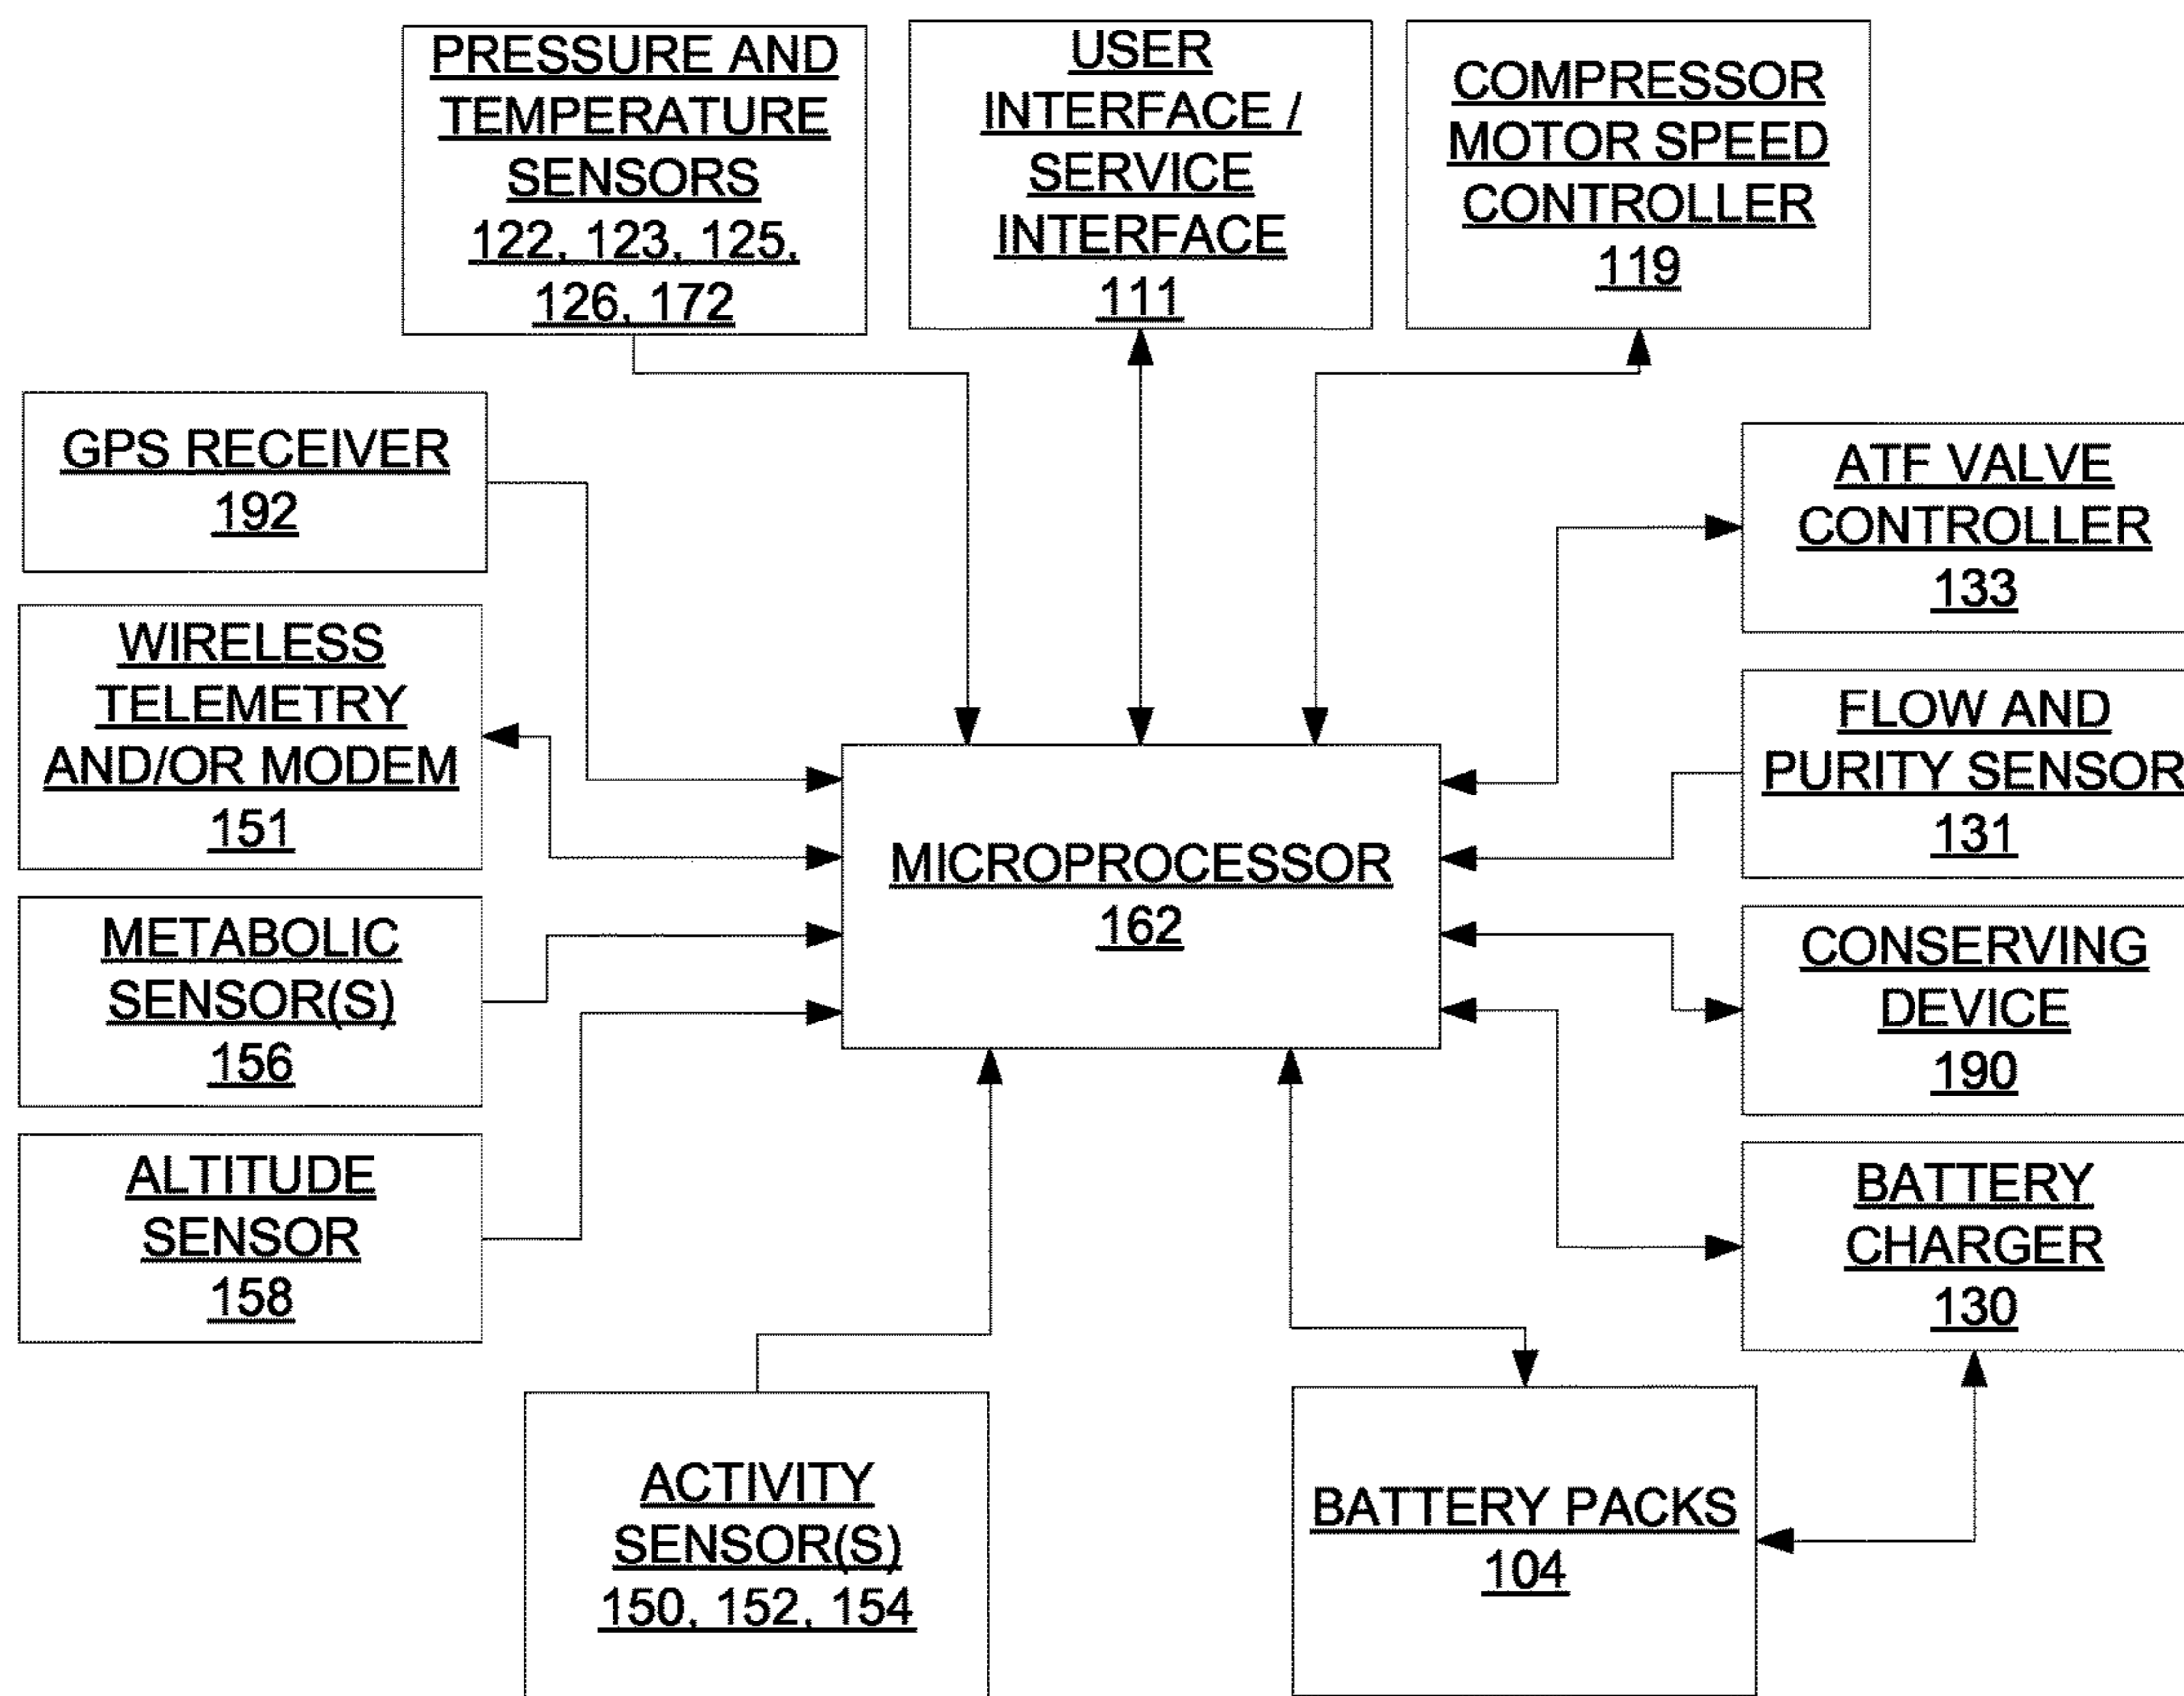 PRESSURE AND
TEMPERATURE
SENSORS
122, 123, 125,
126, 172
USER
INTERFACE /
SERVICE
INTERFACE
111
COMPRESSOR
MOTOR SPEED
CONTROLLER
119
GPS RECEIVER
192
ATF VALVE
CONTROLLER
133
WIRELESS
TELEMETRY
AND/OR MODEM
151
FLOW AND
PURITY SENSOR
131
MICROPROCESSOR
162
METABOLIC
SENSOR(S)
156
CONSERVING
DEVICE
190
ALTITUDE
SENSOR
158
BATTERY
CHARGER
130
ACTIVITY
SENSOR(S)
150, 152, 154
BATTERY PACKS
104